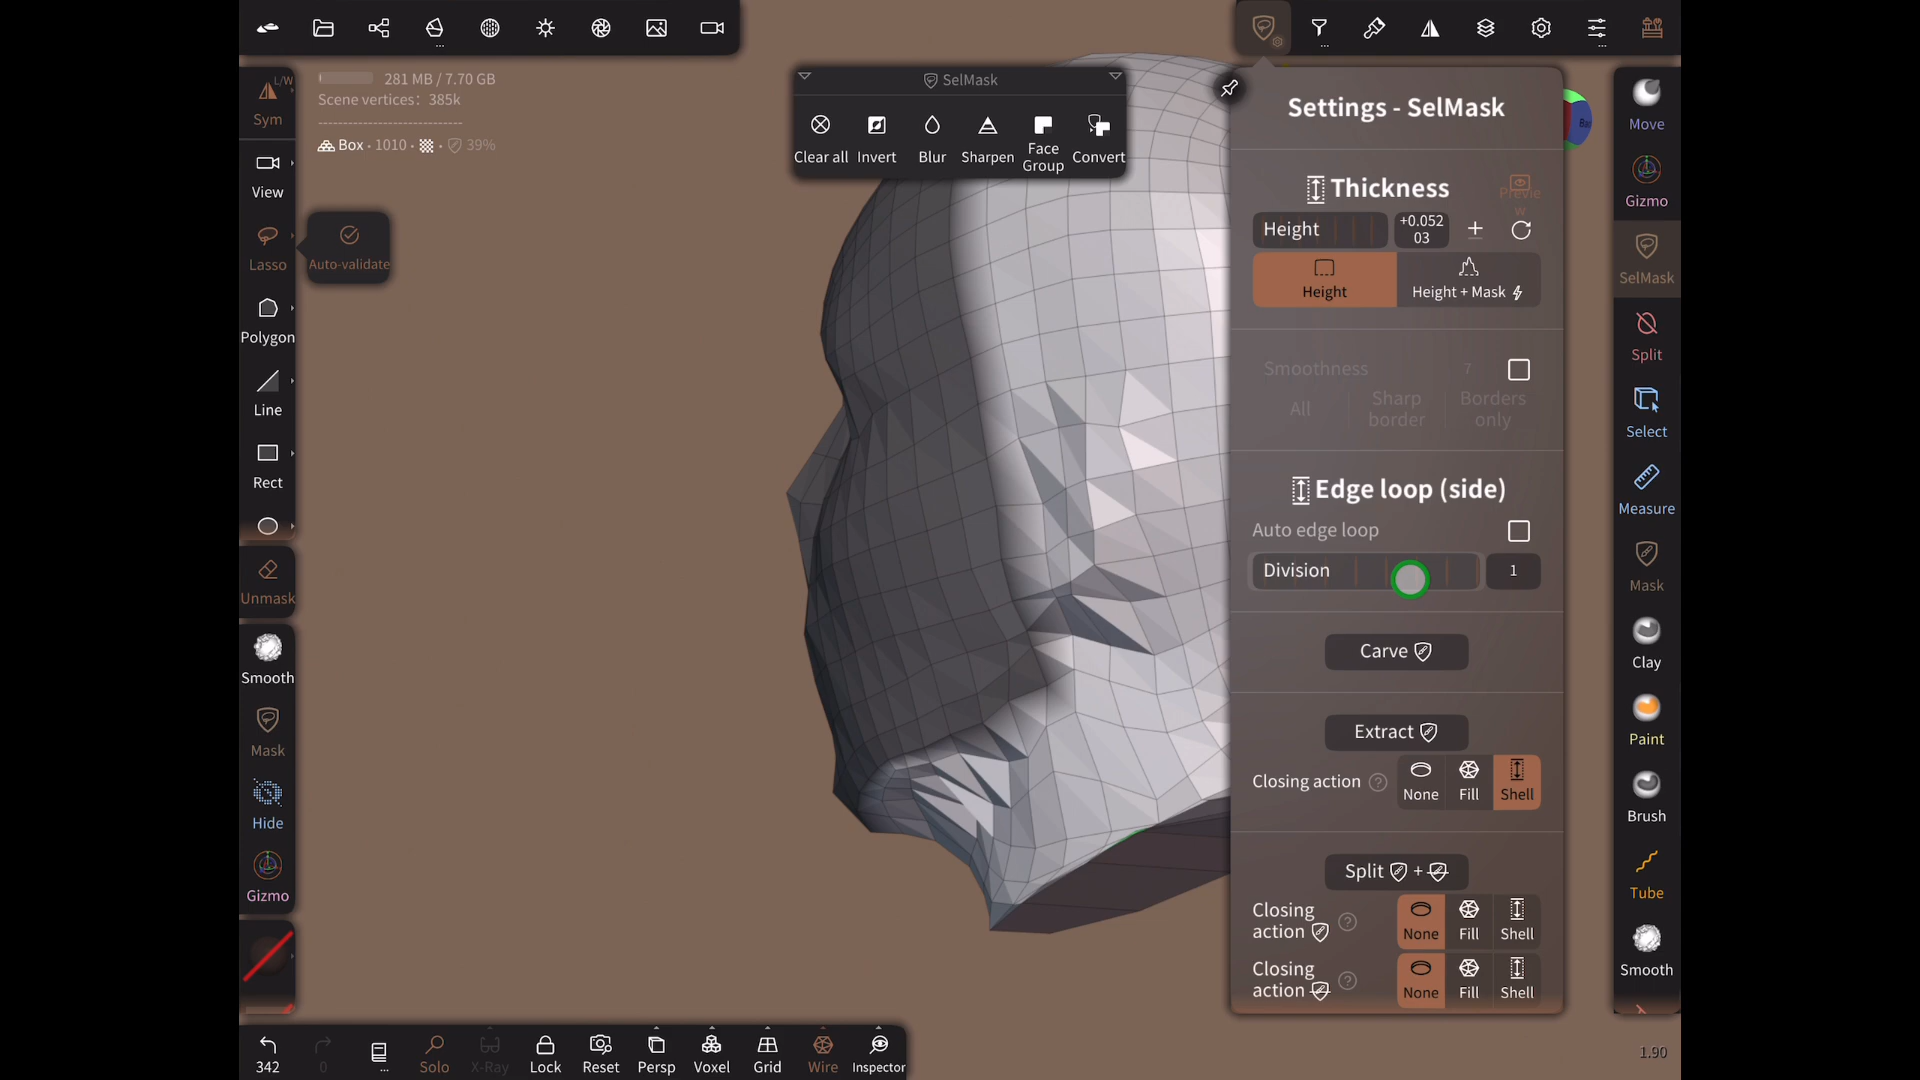 281 MB / 7.70 GB
Scene vertices: 385k
Box • 1010 • • 39%
L/W
Sym
View
Lasso
Auto-validate
Polygon
Line
Rect
Unmask
Smooth
Mask
Hide
Gizmo
SelMask
Clear all
Invert
Blur
Sharpen
Face
Group
Convert
Settings - SelMask
Thickness
Preview
Height
+0.052
03
Height
Height + Mask
Smoothness 7
All
Sharp
border
Borders
only
Edge loop (side)
Auto edge loop
Division 1
Carve
Extract
Closing action ? None Fill Shell
Split +
Closing
action ? None Fill Shell
Closing
action ? None Fill Shell
Move
Gizmo
SelMask
Split
Select
Measure
Mask
Clay
Paint
Brush
Tube
Smooth
342
0
Solo
X-Ray
Lock
Reset
Persp
Voxel
Grid
Wire
Inspector
1.90